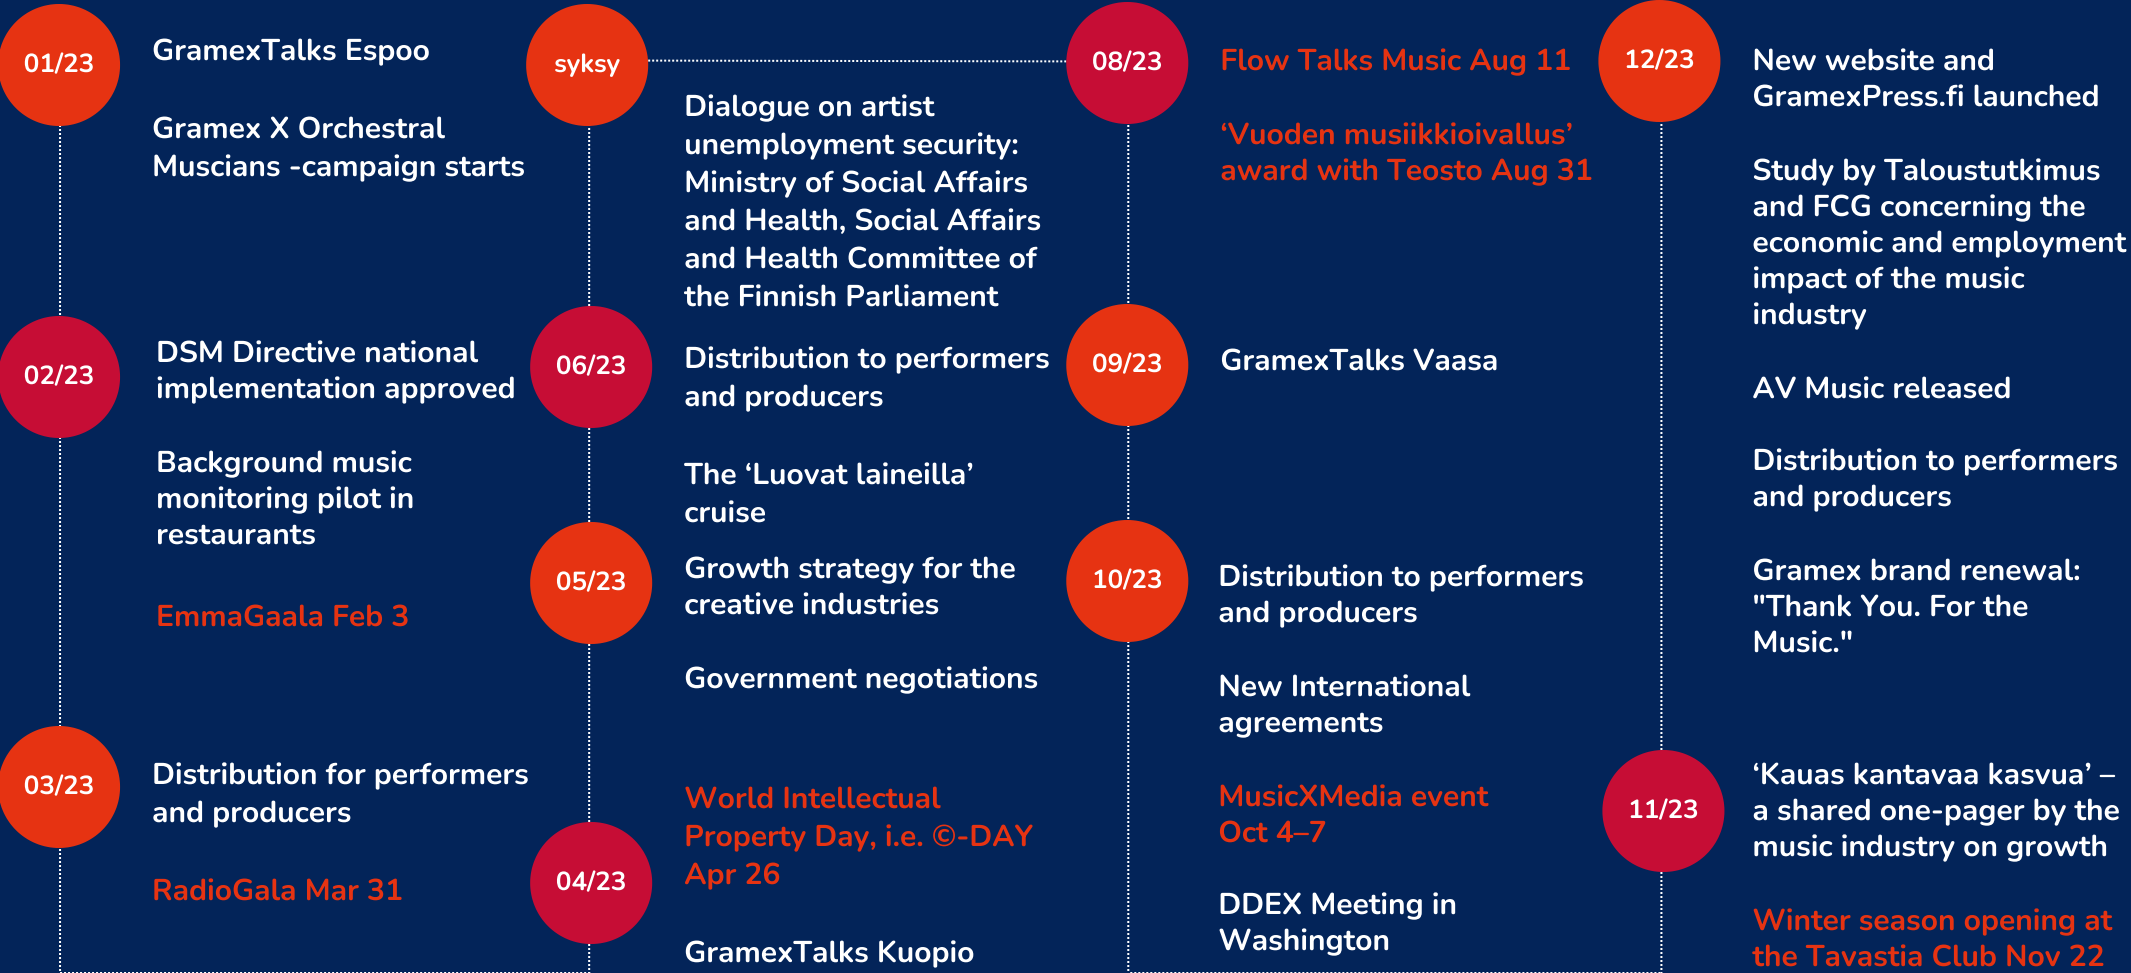 01/23
GramexTalks Espoo
Gramex X Orchestral
Muscians -campaign starts
02/23
DSM Directive national
implementation approved
Background music
monitoring pilot in
restaurants
EmmaGaala Feb 3
03/23
Distribution for performers
and producers
RadioGala Mar 31
syksy
Dialogue on artist
unemployment security:
Ministry of Social Affairs
and Health, Social Affairs
and Health Committee of
the Finnish Parliament
06/23
Distribution to performers
and producers
The ‘Luovat laineilla’
cruise
05/23
Growth strategy for the
creative industries
Government negotiations
04/23
World Intellectual
Property Day, i.e. ©-DAY
Apr 26
GramexTalks Kuopio
08/23
Flow Talks Music Aug 11
‘Vuoden musiikkioivallus’
award with Teosto Aug 31
09/23
GramexTalks Vaasa
10/23
Distribution to performers
and producers
New International
agreements
MusicXMedia event
Oct 4–7
DDEX Meeting in
Washington
12/23
New website and
GramexPress.fi launched
Study by Taloustutkimus
and FCG concerning the
economic and employment
impact of the music
industry
AV Music released
Distribution to performers
and producers
Gramex brand renewal:
"Thank You. For the
Music."
11/23
‘Kauas kantavaa kasvua’ –
a shared one-pager by the
music industry on growth
Winter season opening at
the Tavastia Club Nov 22